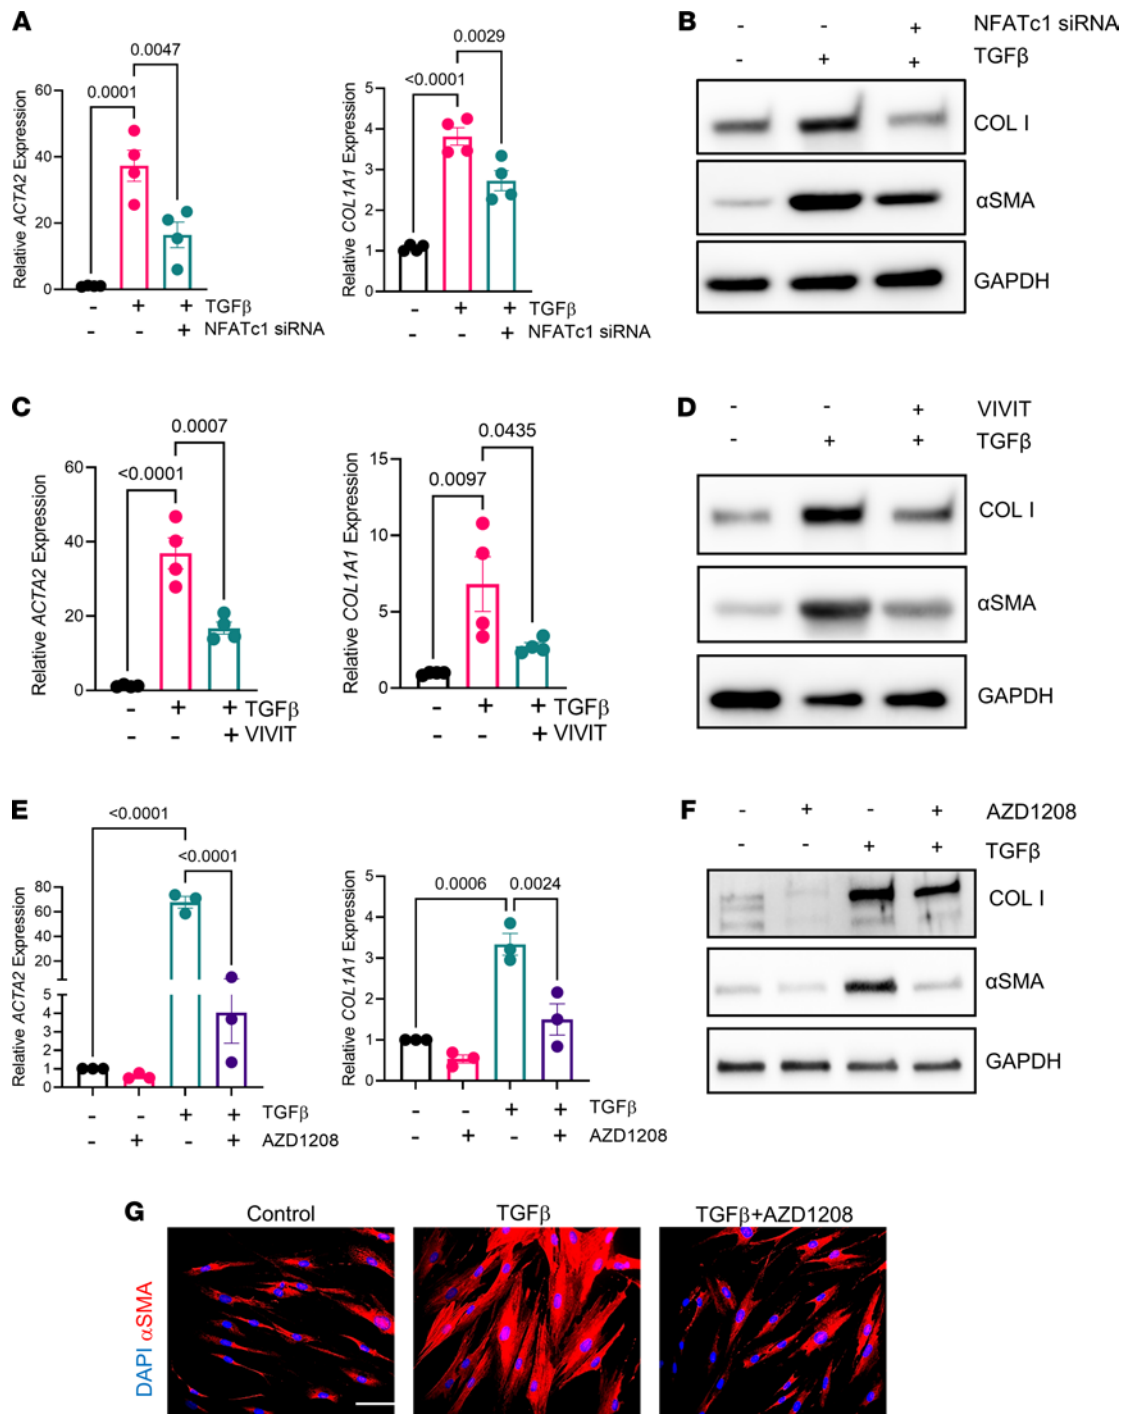 A
0.0047
0.0001
Relative ACTA2 Expression
60
40
20
0
- + + TGFβ
- - + NFATc1 siRNA
0.0029
<0.0001
Relative COL1A1 Expression
5
4
3
2
1
0
- + + TGFβ
- - + NFATc1 siRNA
B
- - + NFATc1 siRNA
- + + TGFβ
COL I
αSMA
GAPDH
C
0.0007
<0.0001
Relative ACTA2 Expression
60
40
20
0
- + + TGFβ
- - + VIVIT
0.0435
0.0097
Relative COL1A1 Expression
15
10
5
0
- + + TGFβ
- - + VIVIT
D
- - + VIVIT
- + + TGFβ
COL I
αSMA
GAPDH
E
<0.0001
<0.0001
Relative ACTA2 Expression
80
60
40
20
5
4
3
2
1
0
- - + + TGFβ
- + - + AZD1208
0.0006 0.0024
Relative COL1A1 Expression
5
4
3
2
1
0
- - + + TGFβ
- + - + AZD1208
F
- + - + AZD1208
- - + + TGFβ
COL I
αSMA
GAPDH
G
Control TGFβ TGFβ+AZD1208
DAPI αSMA